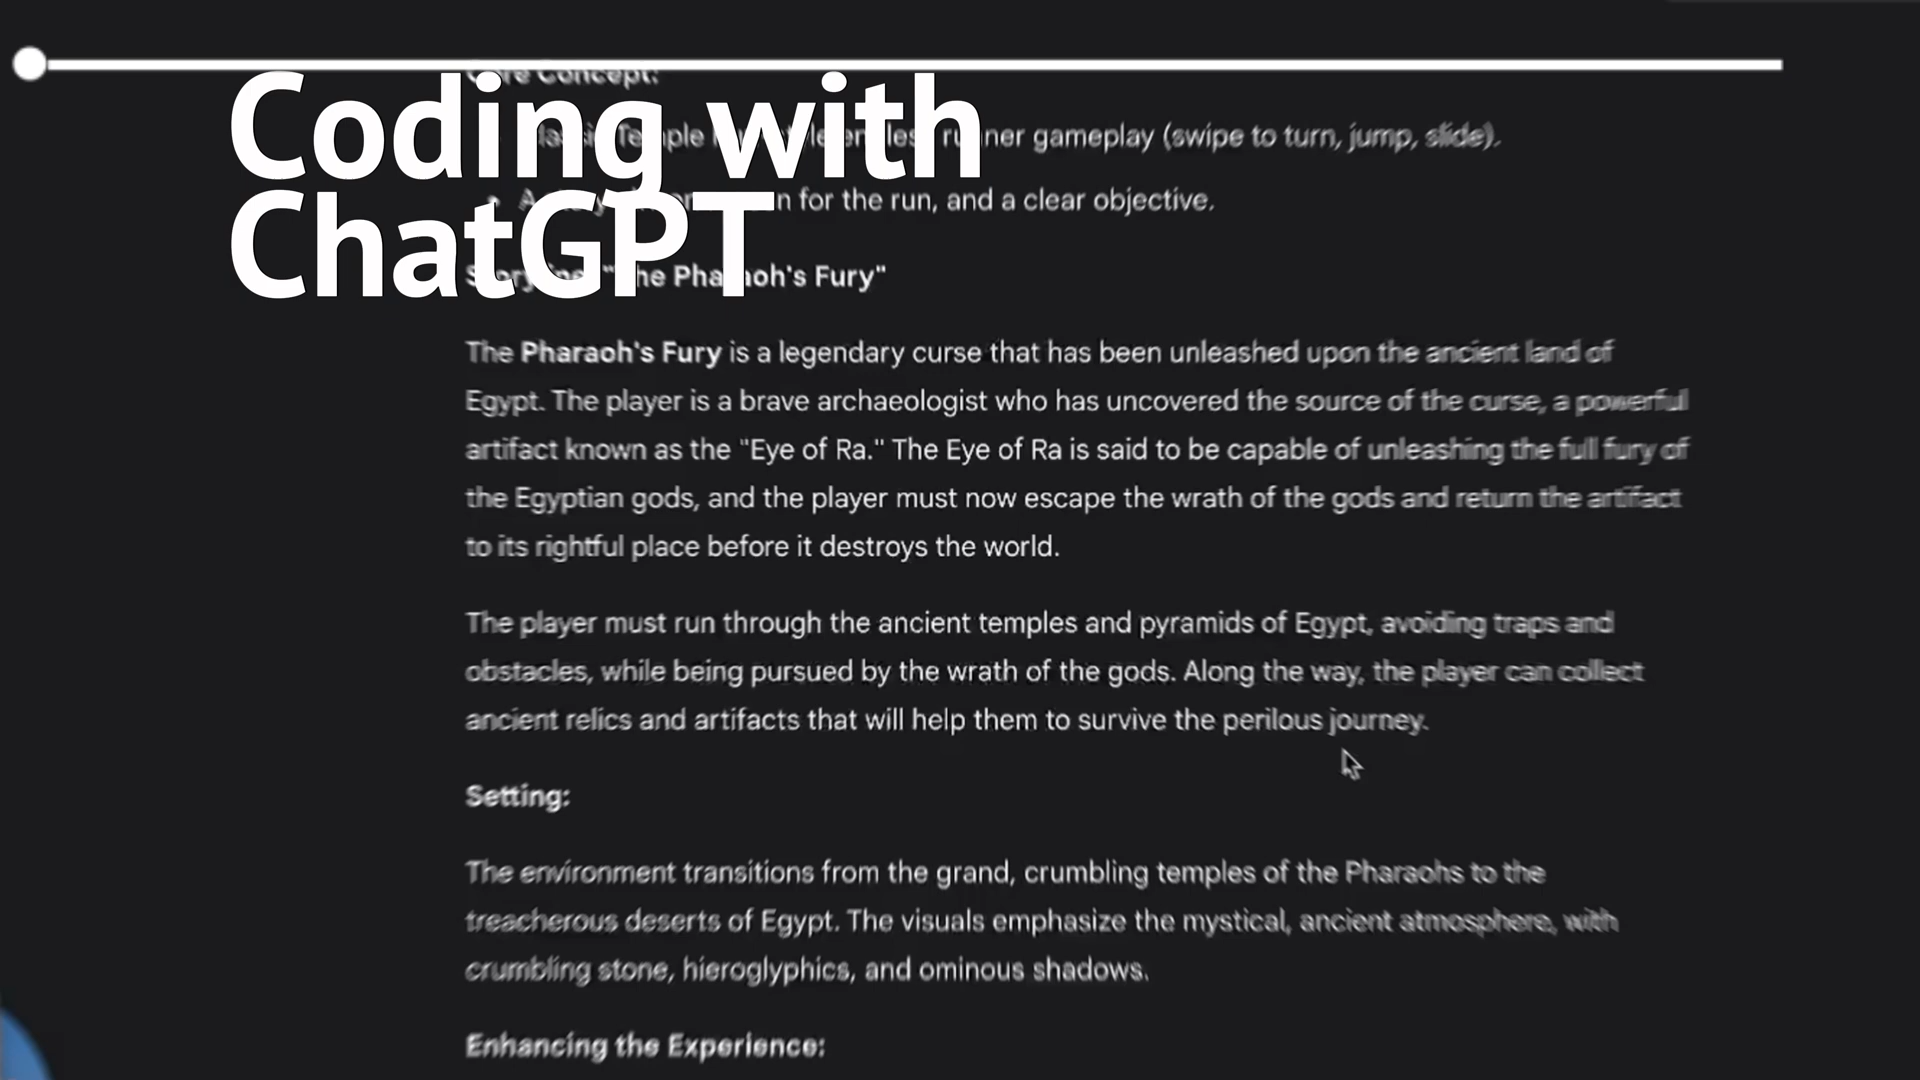 Coding with
ChatGPT
Core Concept:
gameplay (swipe to turn, jump, slide).
for the run, and a clear objective.
"The Pharaoh's Fury"
The Pharaoh's Fury is a legendary curse that has been unleashed upon the ancient land of
Egypt. The player is a brave archaeologist who has uncovered the source of the curse, a powerful
artifact known as the "Eye of Ra." The Eye of Ra is said to be capable of unleashing the full fury of
the Egyptian gods, and the player must now escape the wrath of the gods and return the artifact
to its rightful place before it destroys the world.
The player must run through the ancient temples and pyramids of Egypt, avoiding traps and
obstacles, while being pursued by the wrath of the gods. Along the way, the player can collect
ancient relics and artifacts that will help them to survive the perilous journey.
Setting:
The environment transitions from the grand, crumbling temples of the Pharaohs to the
treacherous deserts of Egypt. The visuals emphasize the mystical, ancient atmosphere, with
crumbling stone, hieroglyphics, and ominous shadows.
Enhancing the Experience: